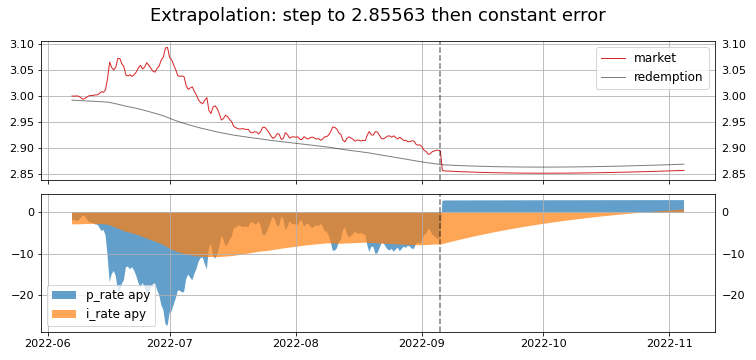 Extrapolation: step to 2.85563 then constant error
3.10 3.10
3.05 3.05
3.00 3.00
2.95 2.95
2.90 2.90
2.85 2.85
market
redemption
0 0
−10 −10
−20 −20
p_rate apy
i_rate apy
2022-06 2022-07 2022-08 2022-09 2022-10 2022-11